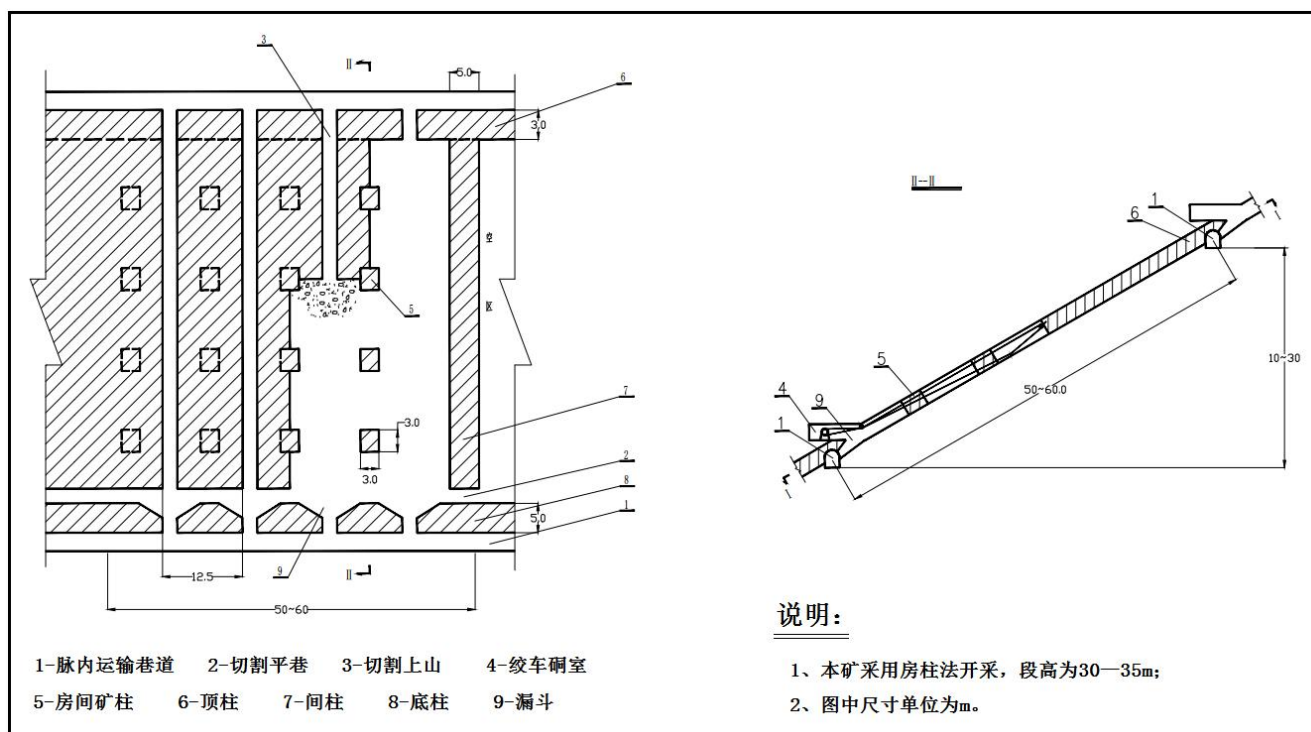 3
II
5.0
6
3.0
空
区
5
3.0
3.0
7
2
8
1
5.0
12.5
9
II
50~60
II--II
1
6
I
5
4
9
1
50~60.0
10~30
I
1-脉内运输巷道 2-切割平巷 3-切割上山 4-绞车硐室
5-房间矿柱 6-顶柱 7-间柱 8-底柱 9-漏斗
说明：
1、本矿采用房柱法开采，段高为30—35m；
2、图中尺寸单位为m。